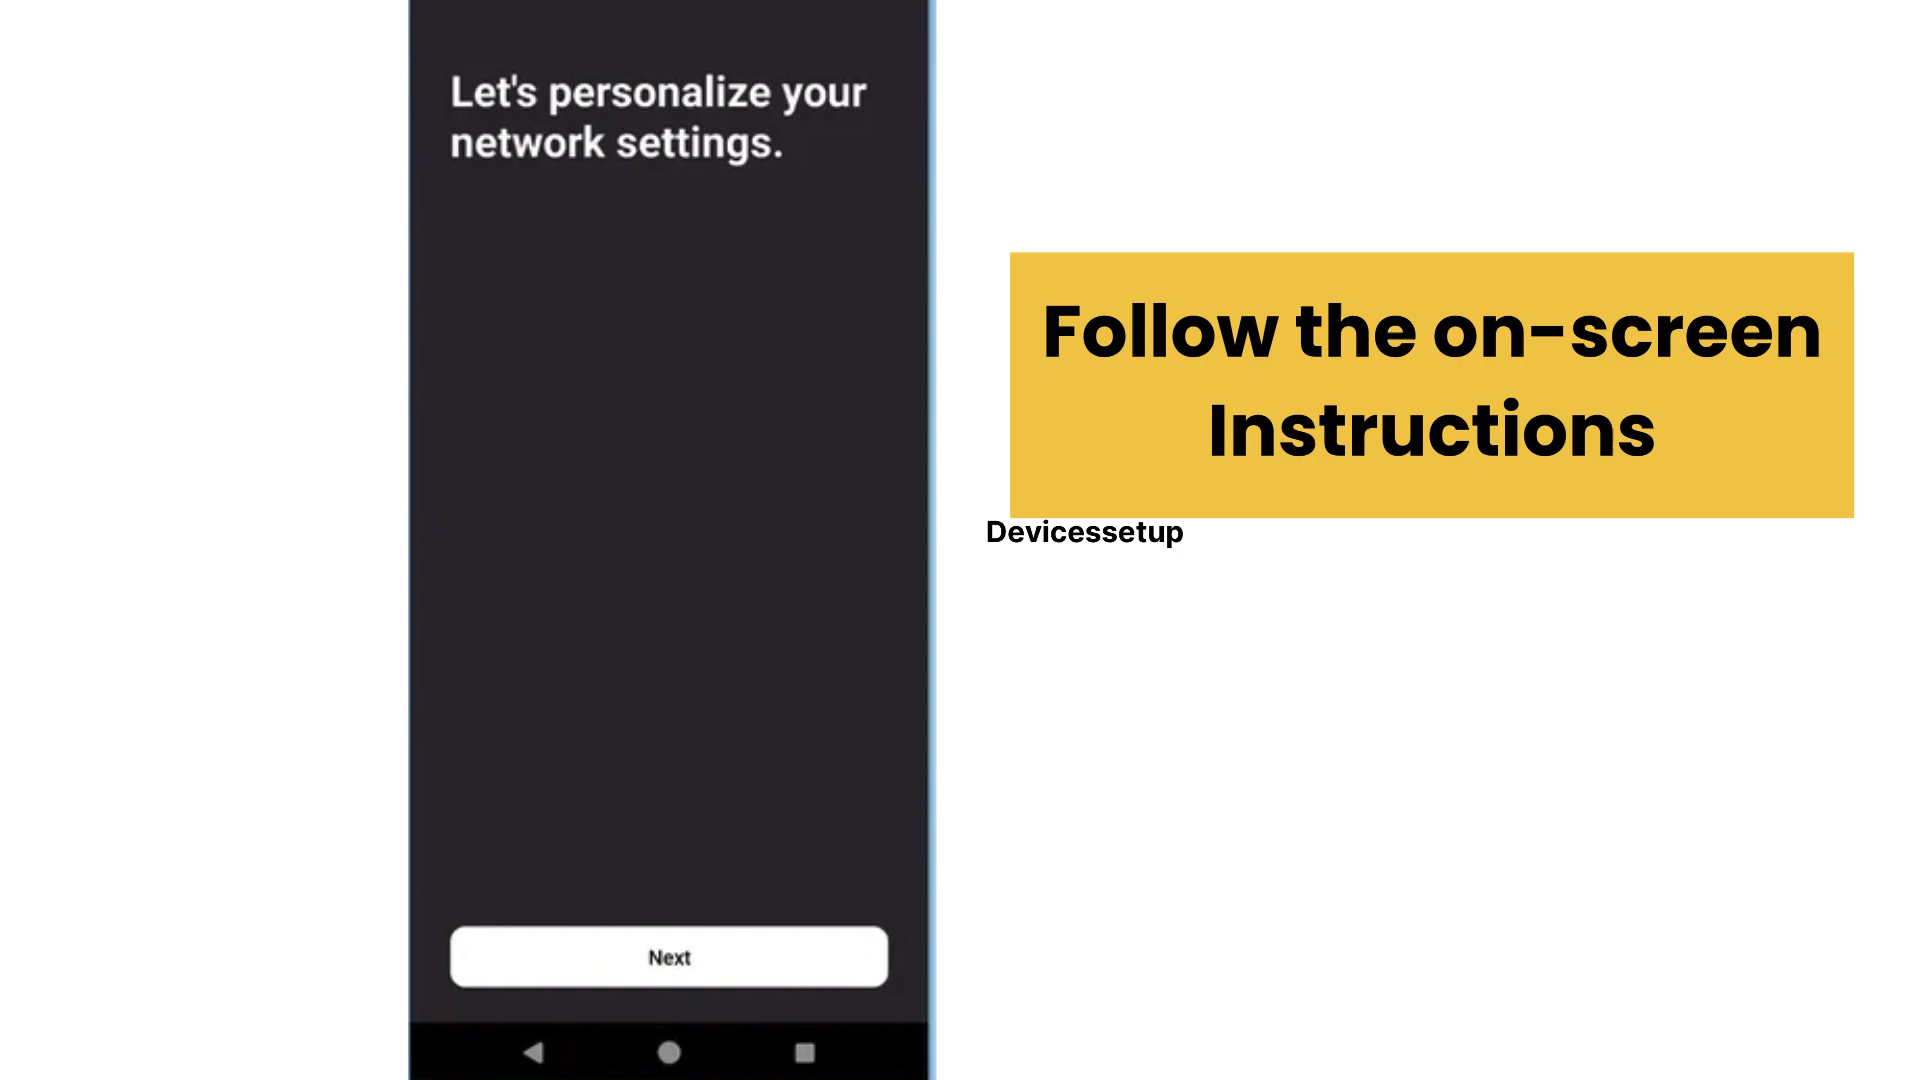 Let's personalize your
network settings.
Next
Follow the on-screen
Instructions
Devicessetup